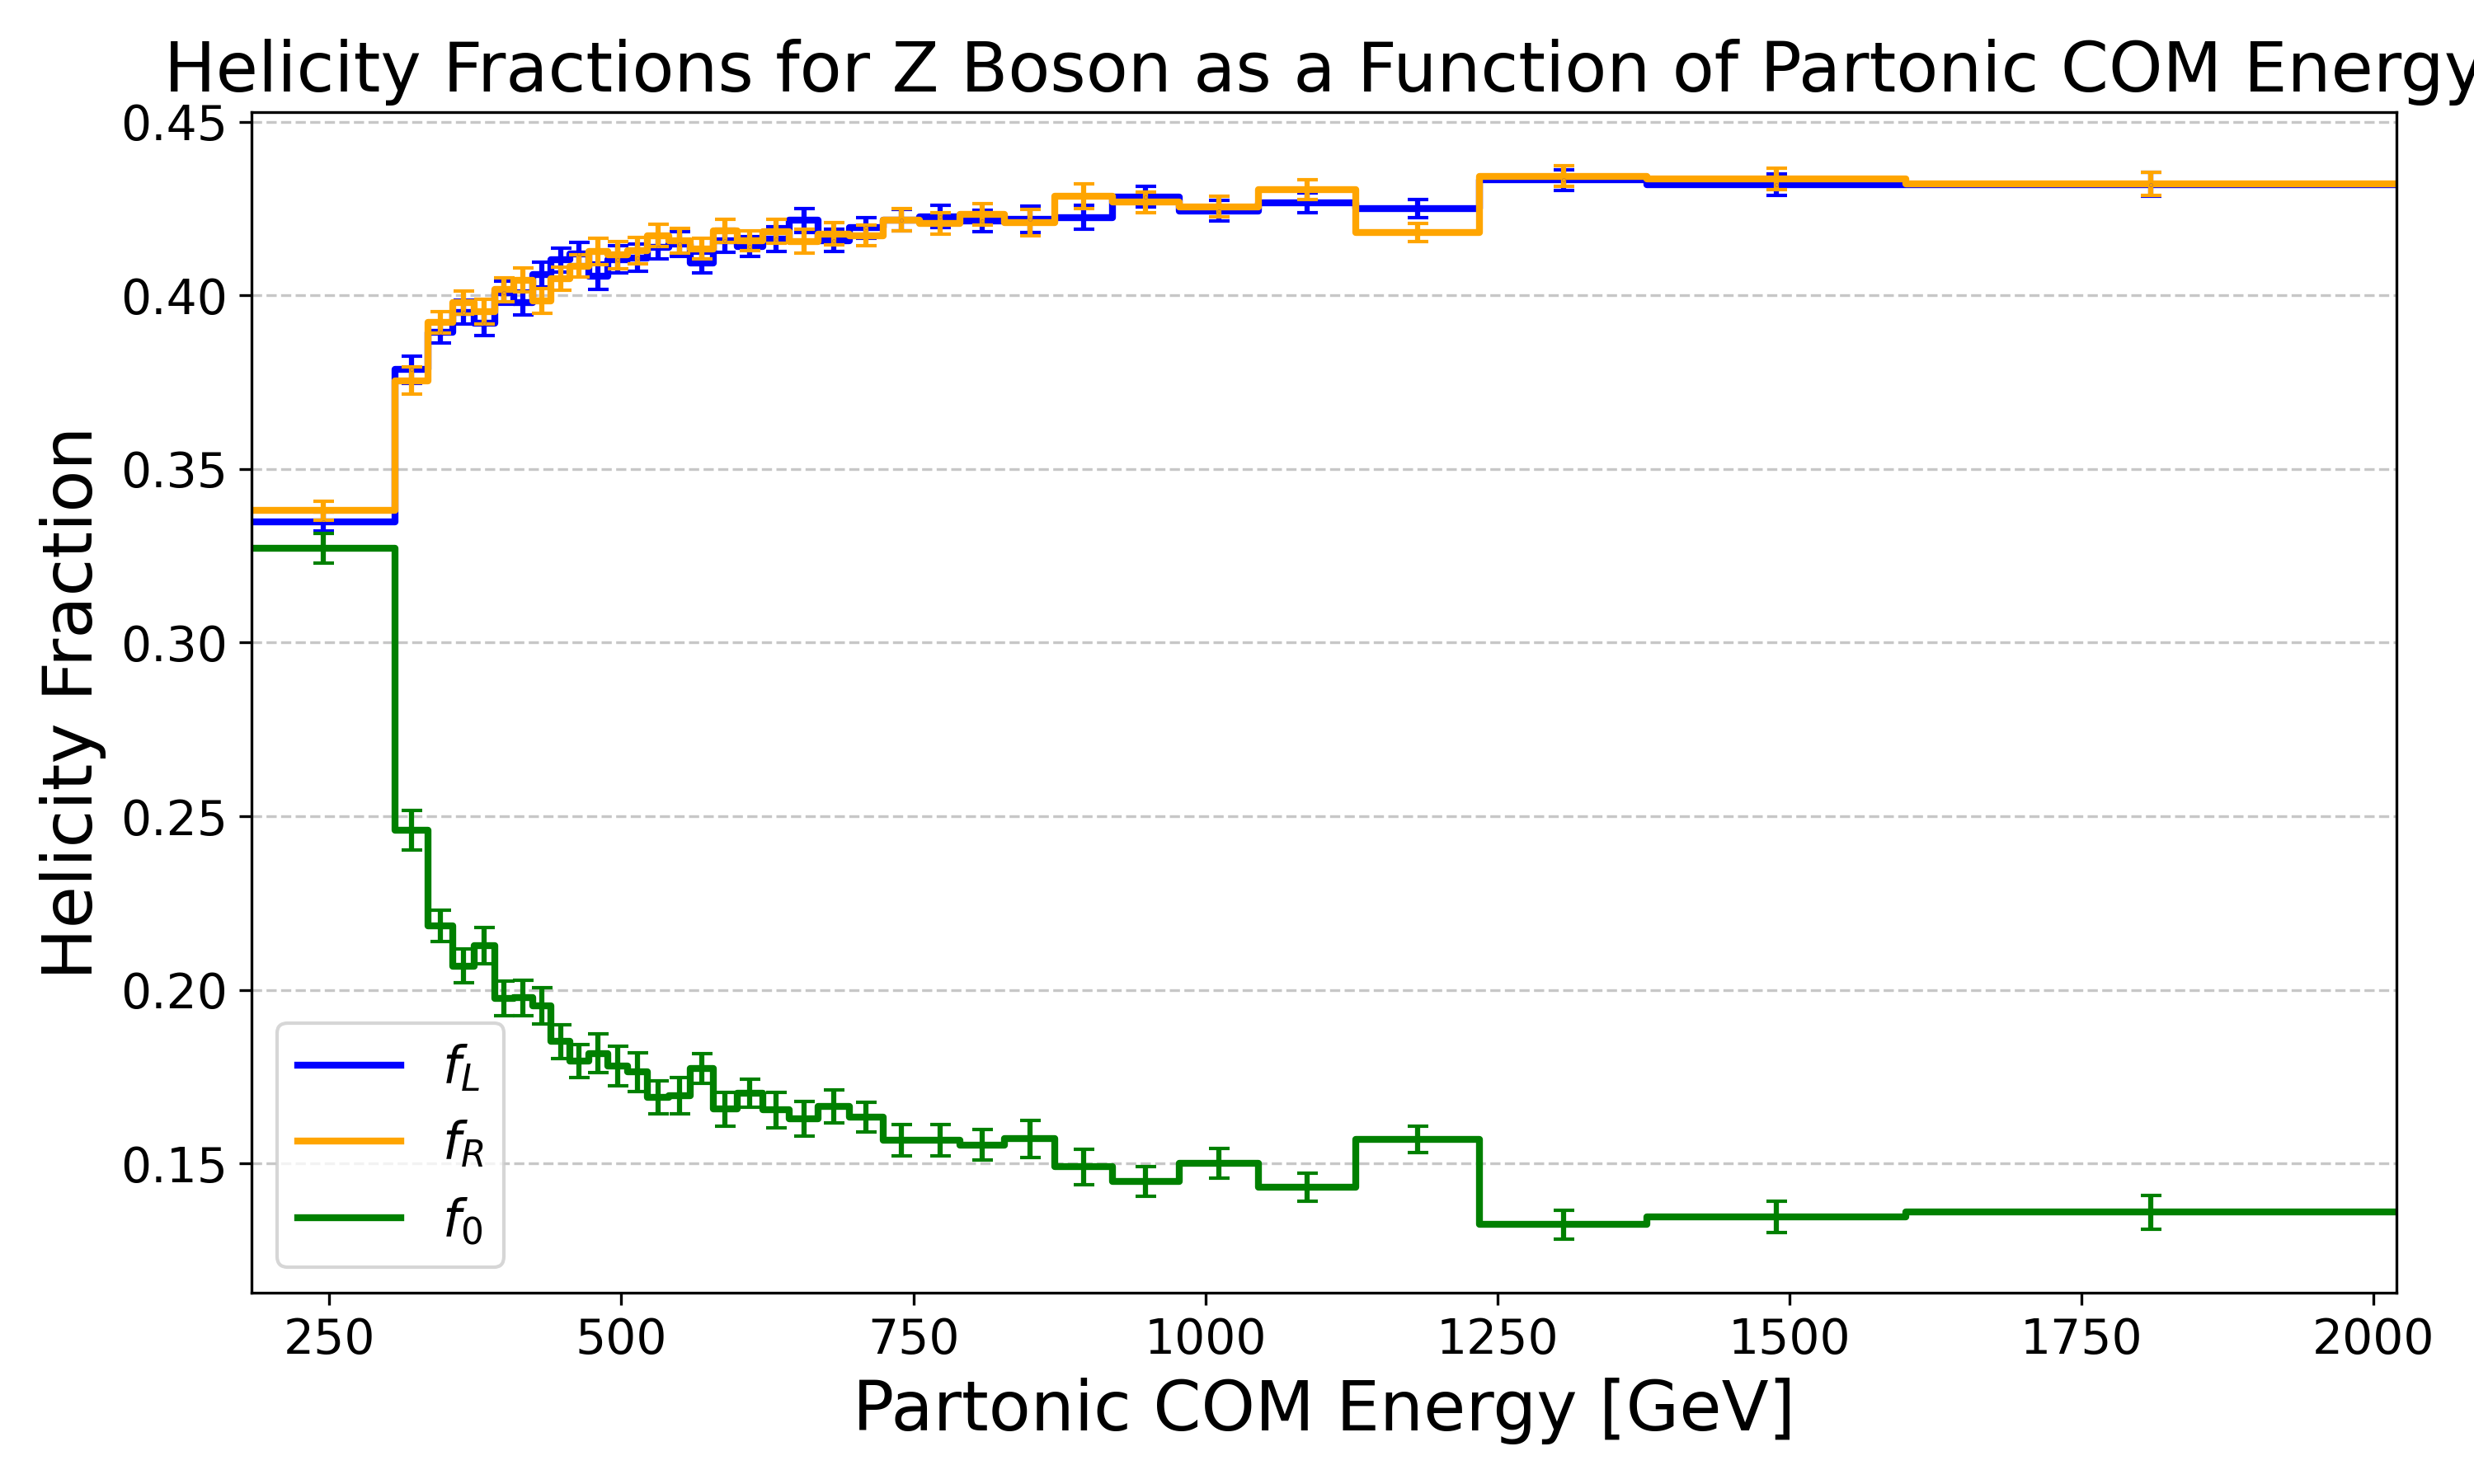 Helicity Fractions for Z Boson as a Function of Partonic COM Energy
Helicity Fraction
0.45
0.40
0.35
0.30
0.25
0.20
0.15
f_L
f_R
f_0
250 500 750 1000 1250 1500 1750 2000
Partonic COM Energy [GeV]